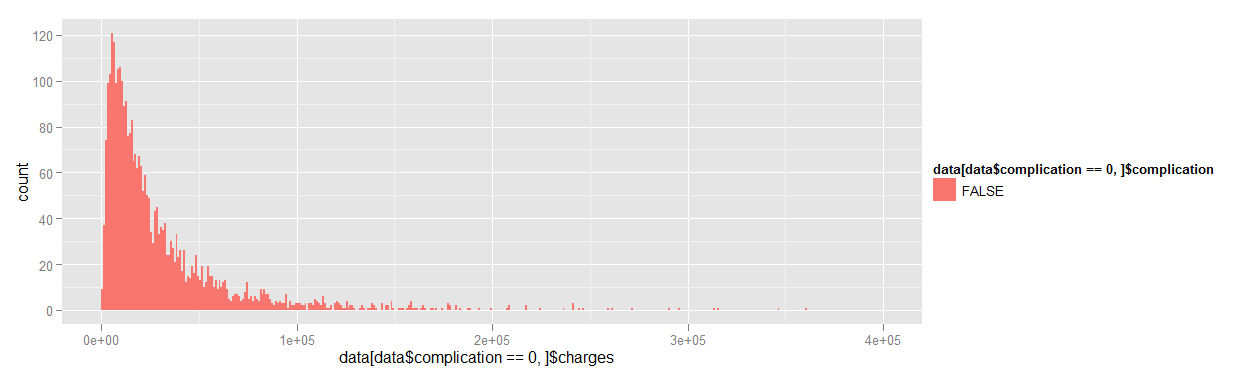 120
100
80
60
40
20
0
count
0e+00 1e+05 2e+05 3e+05 4e+05
data[data$complication == 0, ]$charges
data[data$complication == 0, ]$complication
FALSE